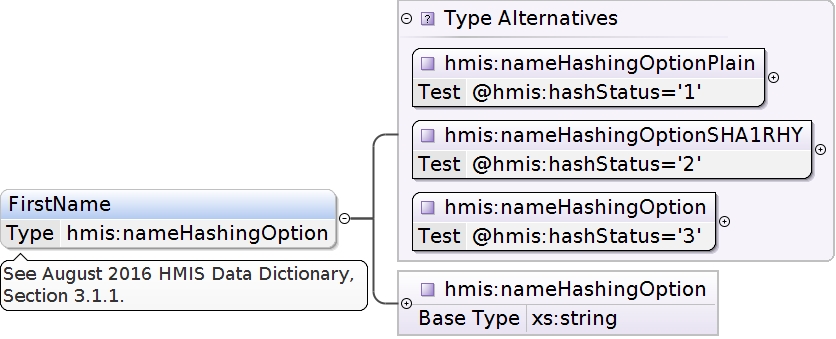 Type Alternatives
hmis:nameHashingOptionPlain
Test @hmis:hashStatus='1'
hmis:nameHashingOptionSHA1RHY
Test @hmis:hashStatus='2'
FirstName
Type hmis:nameHashingOption
hmis:nameHashingOption
Test @hmis:hashStatus='3'
See August 2016 HMIS Data Dictionary,
Section 3.1.1.
hmis:nameHashingOption
Base Type xs:string